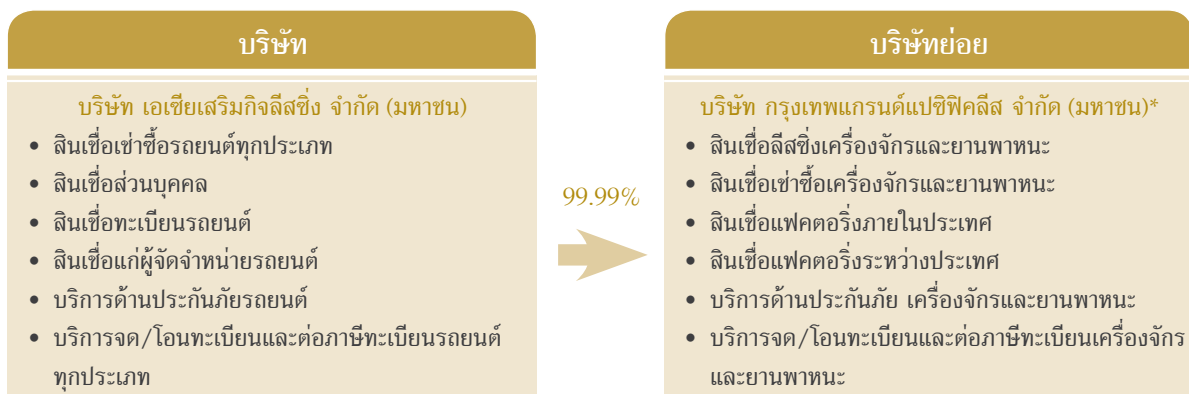 บริษัท
บริษัท เอเซียเสริมกิจลีสซิ่ง จำกัด (มหาชน)
• สินเชื่อเช่าซื้อรถยนต์ทุกประเภท
• สินเชื่อส่วนบุคคล
• สินเชื่อทะเบียนรถยนต์
• สินเชื่อแก่ผู้จัดจำหน่ายรถยนต์
• บริการด้านประกันภัยรถยนต์
• บริการจด/โอนทะเบียนและต่อภาษีทะเบียนรถยนต์
ทุกประเภท
99.99%
บริษัทย่อย
บริษัท กรุงเทพแกรนด์แปซิฟิคลีส จำกัด (มหาชน)*
• สินเชื่อลีสซิ่งเครื่องจักรและยานพาหนะ
• สินเชื่อเช่าซื้อเครื่องจักรและยานพาหนะ
• สินเชื่อแฟคตอริ่งภายในประเทศ
• สินเชื่อแฟคตอริ่งระหว่างประเทศ
• บริการด้านประกันภัย เครื่องจักรและยานพาหนะ
• บริการจด/โอนทะเบียนและต่อภาษีทะเบียนเครื่องจักร
และยานพาหนะ